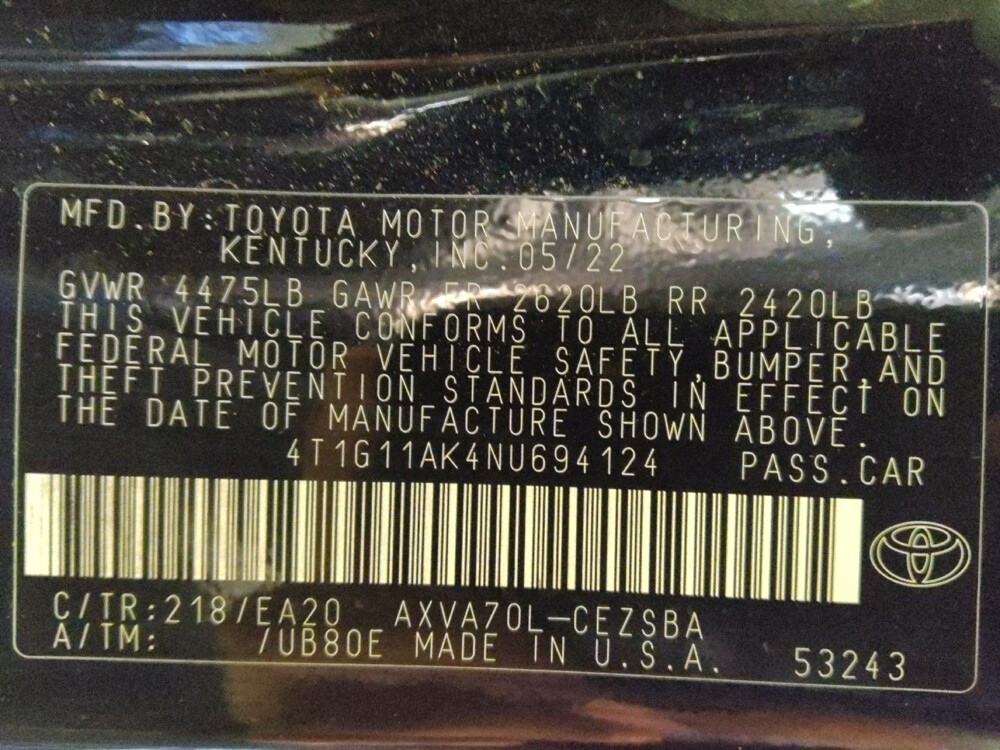 MFD.BY:TOYOTA MOTOR MANUFACTURING,
KENTUCKY,INC.05/22
GVWR 4475LB GAWR FR 2620LB RR 2420LB
THIS VEHICLE CONFORMS TO ALL APPLICABLE
FEDERAL MOTOR VEHICLE SAFETY,BUMPER,AND
THEFT PREVENTION STANDARDS IN EFFECT ON
THE DATE OF MANUFACTURE SHOWN ABOVE.
4T1G11AK4NU694124 PASS.CAR
C/TR:218/EA20 AXVA70L-CEZSBA
A/TM: /UB80E MADE IN U.S.A. 53243